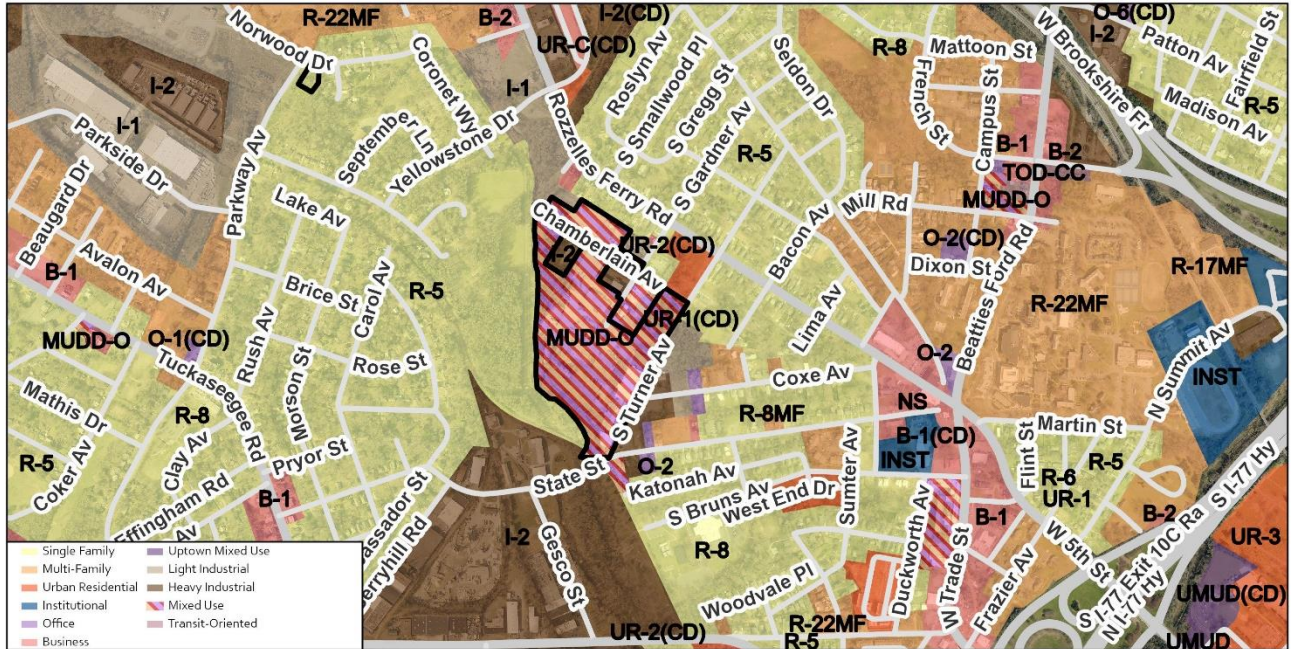 R-22MF
B-2
I-2(CD)
O-6(CD)
I-2
Norwood Dr
UR-C(CD)
R-8
Mattoon St
W Brookshire Fr
Patton Av
Fairfield St
I-2
Coronet Wy
I-1
Roslyn Av
S Smallwood Pl
S Gregg St
Seldon Dr
French St
Campus St
Madison Av
R-5
I-1
September Ln
Yellowstone Dr
Rozzelles Ferry Rd
S Gardner Av
R-5
B-1
B-2
Parkside Dr
Parkway Av
TOD-CC
MUDD-O
Lake Av
Chamberlain Av
Mill Rd
Beaugard Dr
Avalon Av
I-2
UR-2(CD)
Bacon Av
O-2(CD)
Dixon St
Beatties Ford Rd
R-17MF
B-1
Brice St
Carol Av
R-5
R-22MF
MUDD-O
O-1(CD)
MUDD-O
UR-1(CD)
Lima Av
N Summit Av
INST
Tuckaseegee Rd
Rush Av
Morson St
Rose St
S Turner Av
O-2
Coxe Av
Mathis Dr
R-8
R-8MF
NS
Clay Av
B-1(CD)
Martin St
R-5
Coker Av
Pryor St
State St
O-2
Katonah Av
Sumter Av
INST
Flint St
R-6
R-5
UR-1
Effingham Rd
B-1
S Bruns Av
West End Dr
Duckworth Av
B-1
B-2
S I-77 Hy
Av
assador St
erryhill Rd
I-2
Gesco St
R-8
W Trade St
W 5th St
S I-77 Exit 10C Ra
UR-3
Woodvale Pl
Frazier Av
N I-77 Hy
UMUD(CD)
UR-2(CD)
R-22MF
R-5
UMUD
Single Family
Multi-Family
Urban Residential
Institutional
Office
Business
Uptown Mixed Use
Light Industrial
Heavy Industrial
Mixed Use
Transit-Oriented